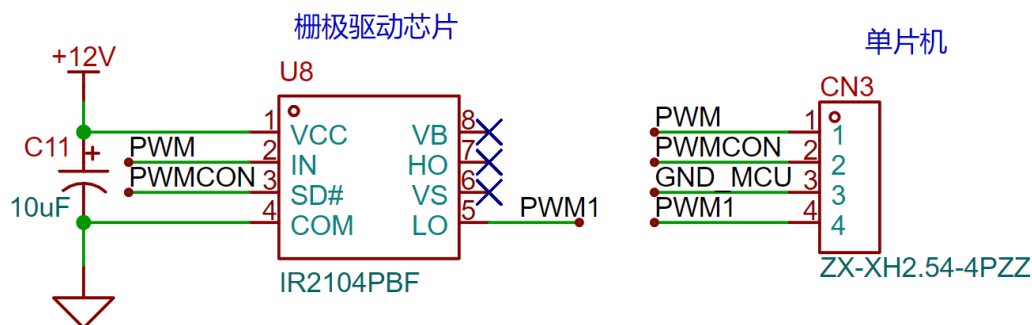 栅极驱动芯片
单片机
+12V
U8
CN3
1 VCC VB 8
PWM 2 IN HO 7
PWMCON 3 SD# VS 6
4 COM LO 5 PWM1
C11 +
10uF
IR2104PBF
PWM 1 1
PWMCON 2 2
GND_MCU 3 3
PWM1 4 4
ZX-XH2.54-4PZZ